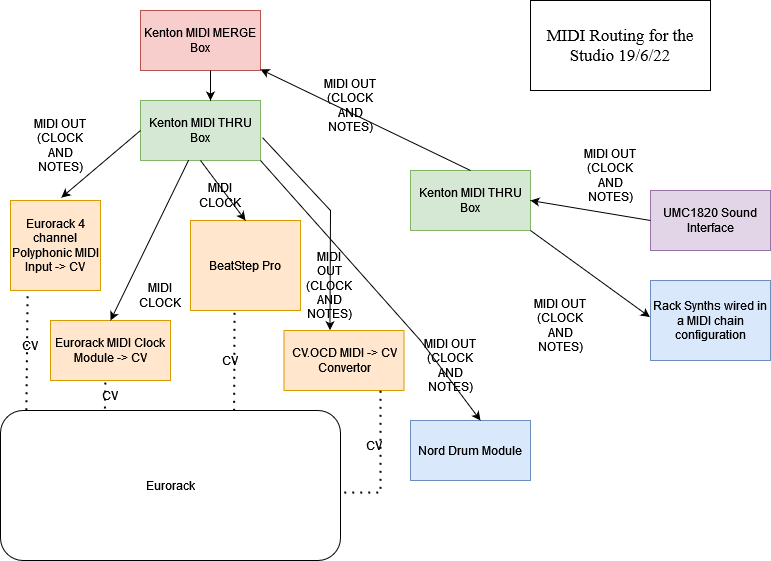 Kenton MIDI MERGE
Box
MIDI Routing for the
Studio 19/6/22
MIDI OUT
(CLOCK
AND
NOTES)
Kenton MIDI THRU
Box
MIDI OUT
(CLOCK
AND
NOTES)
MIDI OUT
(CLOCK
AND
NOTES)
Kenton MIDI THRU
Box
UMC1820 Sound
Interface
MIDI
CLOCK
Eurorack 4
channel
Polyphonic MIDI
Input -> CV
BeatStep Pro
MIDI
OUT
(CLOCK
AND
NOTES)
MIDI
CLOCK
MIDI OUT
(CLOCK
AND
NOTES)
Rack Synths wired in
a MIDI chain
configuration
CV
Eurorack MIDI Clock
Module -> CV
CV
CV.OCD MIDI -> CV
Convertor
MIDI OUT
(CLOCK
AND
NOTES)
CV
CV
Nord Drum Module
Eurorack